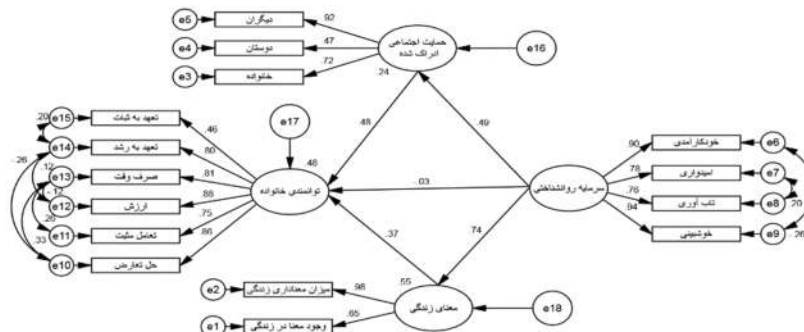 e5
دیگران
.92
e4
دوستان
.47
e3
خانواده
.72
حمایت اجتماعی
ادراک شده
.24
e16
e15
تعهد به ثبات
.46
.20
e14
تعهد به رشد
.80
-.26
e13
صرف وقت
.81
.12
-.12
e12
ارزش
.88
e11
تعامل مثبت
.75
.26
.33
e10
حل تعارض
.86
e17
.48
توانمندی خانواده
.48
.49
-.03
.37
.74
سرمایه روانشناختی
.90
خودکارامدی
e6
.78
امیدواری
e7
.76
تاب آوری
e8
.20
.94
خوشبینی
e9
-.26
e2
میزان معناداری زندگی
.98
.55
معنای زندگی
e18
e1
وجود معنا در زندگی
.65